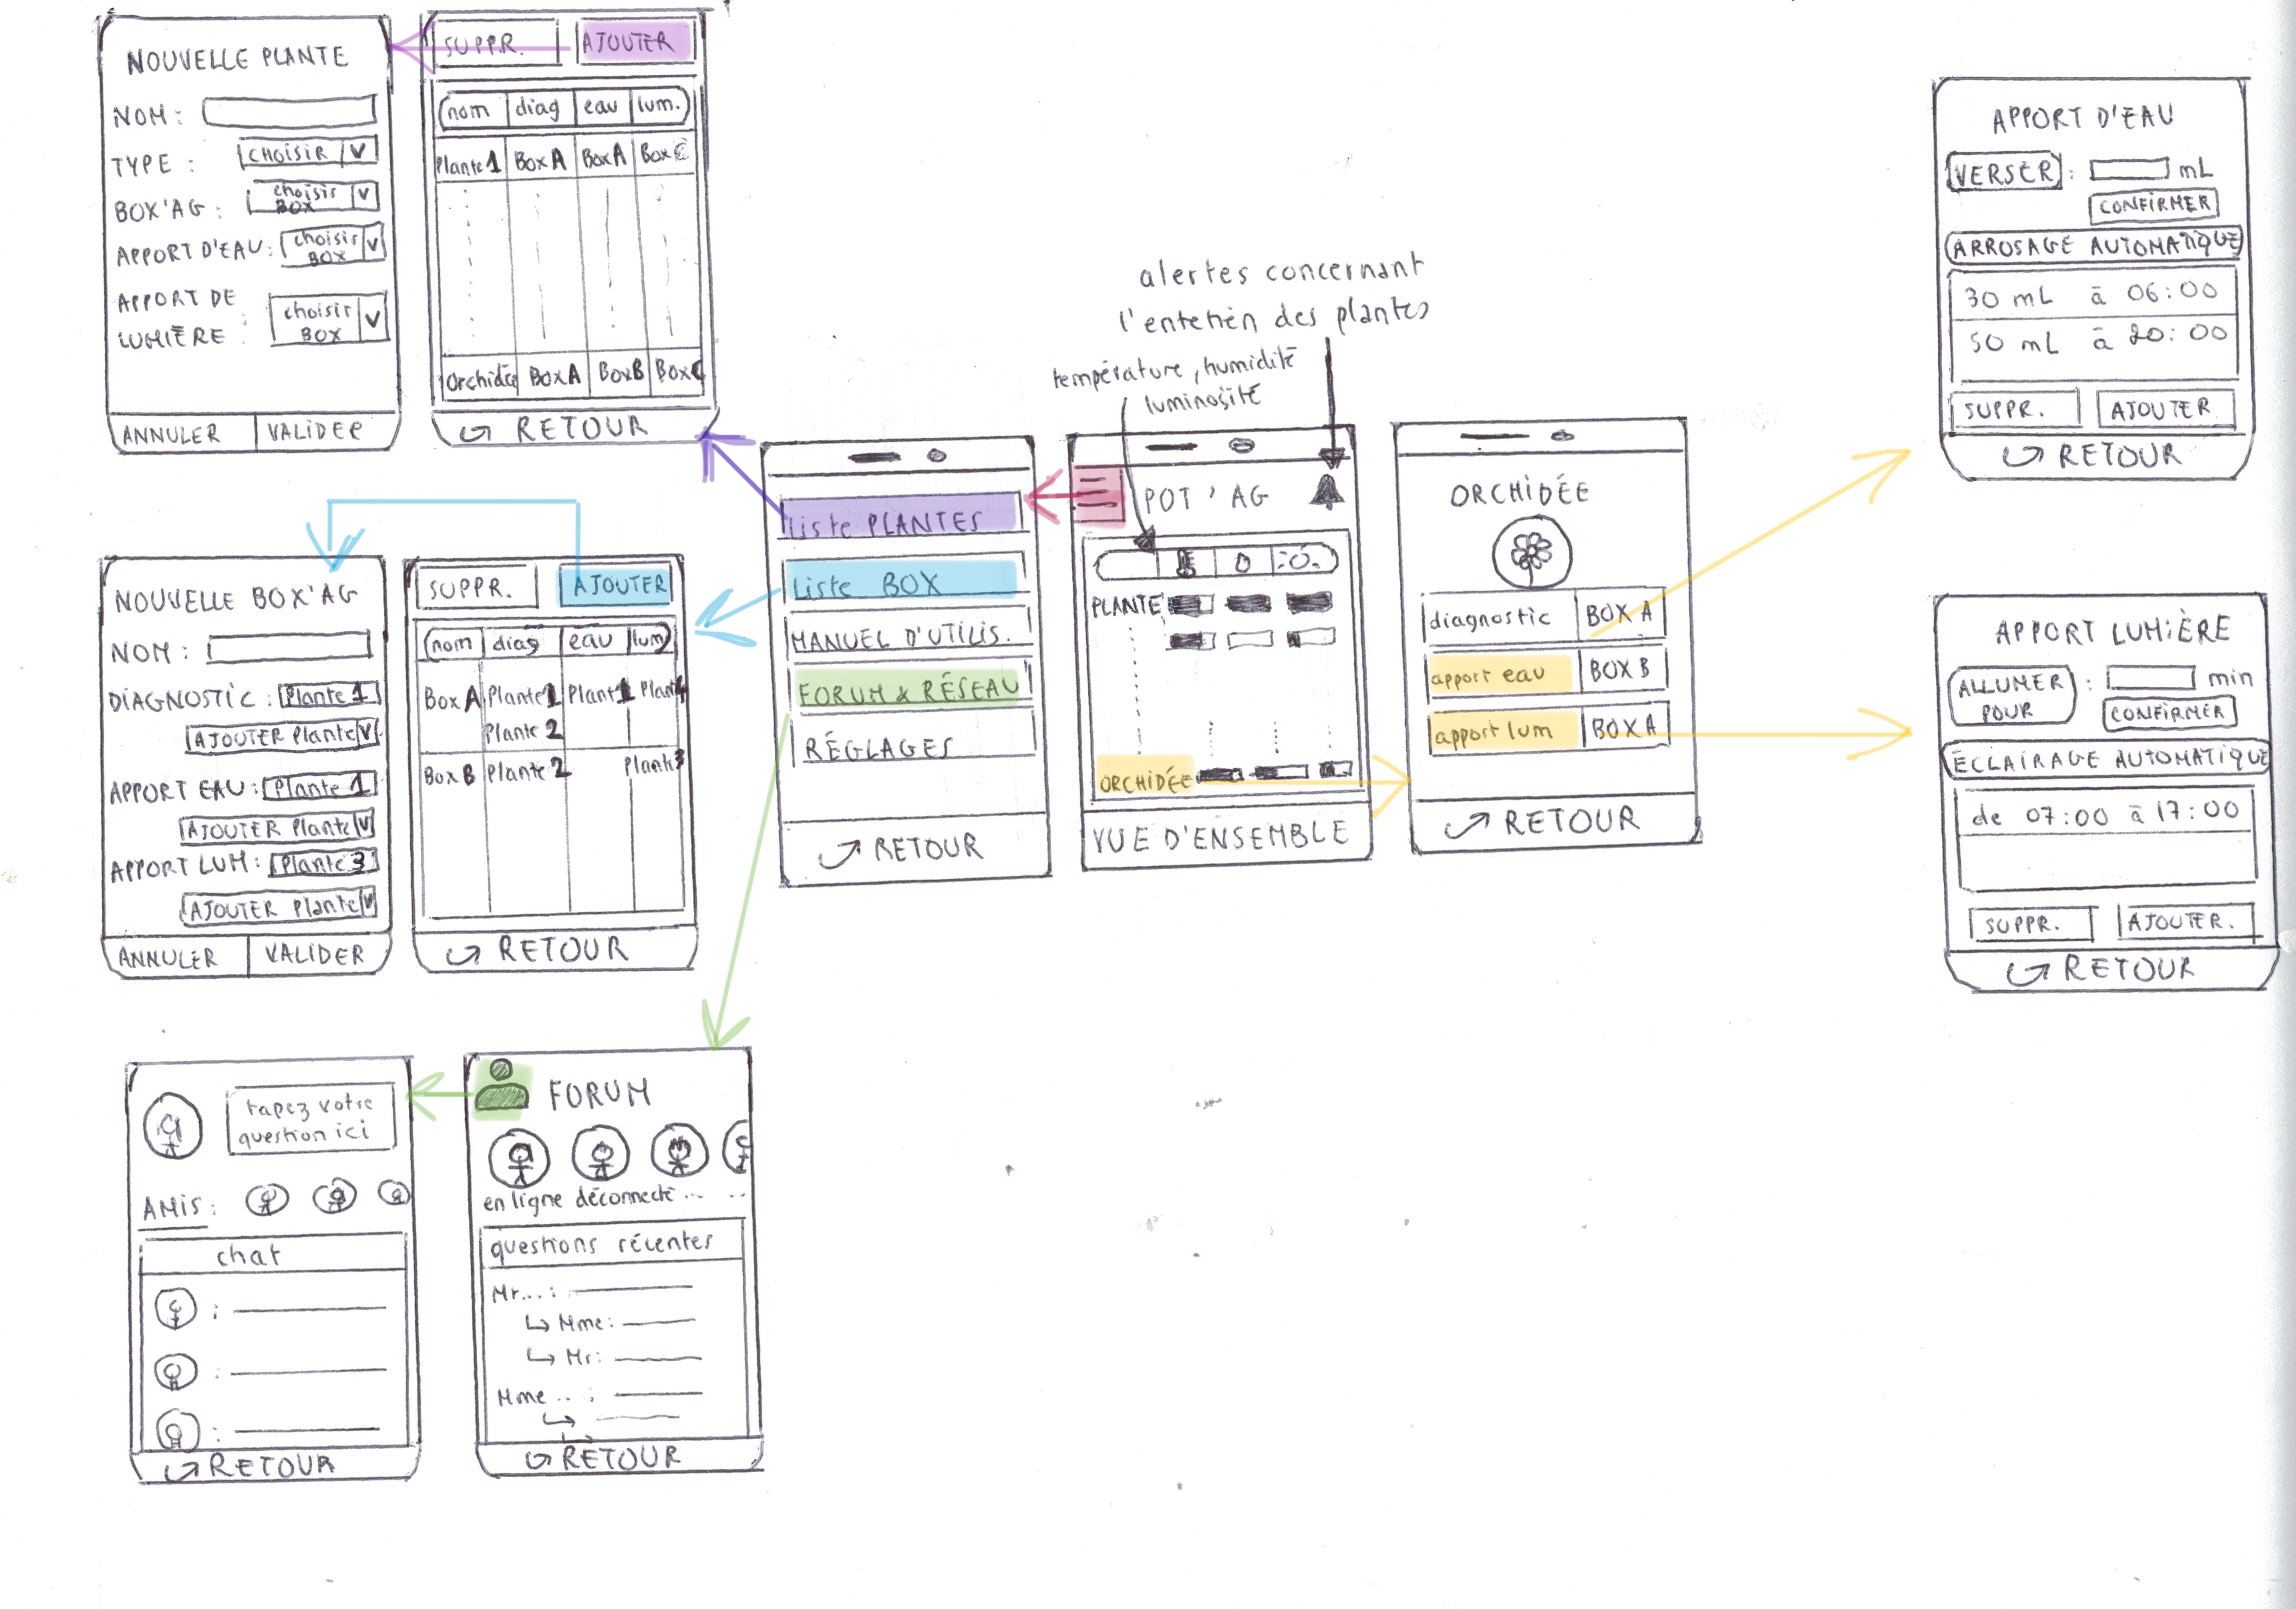 NOUVELLE PLANTE
NOM :
TYPE : CHOISIR V
BOX'AG : choisir BOX V
APPORT D'EAU : choisir BOX V
APPORT DE LUMIÈRE : choisir BOX V
ANNULER VALIDER
SUPPR. AJOUTER
nom diag eau lum.
Plante 1 Box A Box A Box C
Orchidée Box A Box B Box C
RETOUR
NOUVELLE BOX'AG
NOM :
DIAGNOSTIC : Plante 1
AJOUTER Plante V
APPORT EAU : Plante 1
AJOUTER Plante V
APPORT LUM : Plante 3
AJOUTER Plante V
ANNULER VALIDER
SUPPR. AJOUTER
nom diag eau lum
Box A Plante 1 Plant 1
Plante 2
Box B Plante 2 Plante 3
RETOUR
Liste PLANTES
Liste BOX
MANUEL D'UTILIS.
FORUM & RÉSEAU
RÉGLAGES
RETOUR
alertes concernant
l'entetien des plantes
température, humidité
luminosité
POT'AG
PLANTE
ORCHIDÉE
VUE D'ENSEMBLE
ORCHIDÉE
diagnostic BOX A
apport eau BOX B
apport lum BOX A
RETOUR
APPORT D'EAU
VERSER : mL
CONFIRMER
ARROSAGE AUTOMATIQUE
30 mL à 06:00
50 mL à 20:00
SUPPR. AJOUTER
RETOUR
APPORT LUMIÈRE
ALLUMER POUR : min
CONFIRMER
ECLAIRAGE AUTOMATIQUE
de 07:00 à 17:00
SUPPR. AJOUTER.
RETOUR
tapez votre
question ici
AMIS :
chat
RETOUR
FORUM
en ligne déconnecté ... ..
questions récentes
Mr... :
Mme :
Mr :
Mme .. :
RETOUR